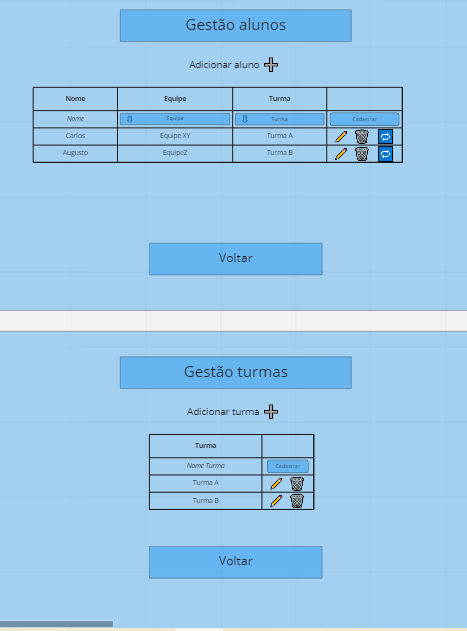 Gestão alunos
Adicionar aluno
Nome Equipe Turma
Nome Equipe Turma Cadastrar
Carlos Equipe XY Turma A
Augusto EquipeZ Turma B
Voltar
Gestão turmas
Adicionar turma
Turma
Nome Turma Cadastrar
Turma A
Turma B
Voltar